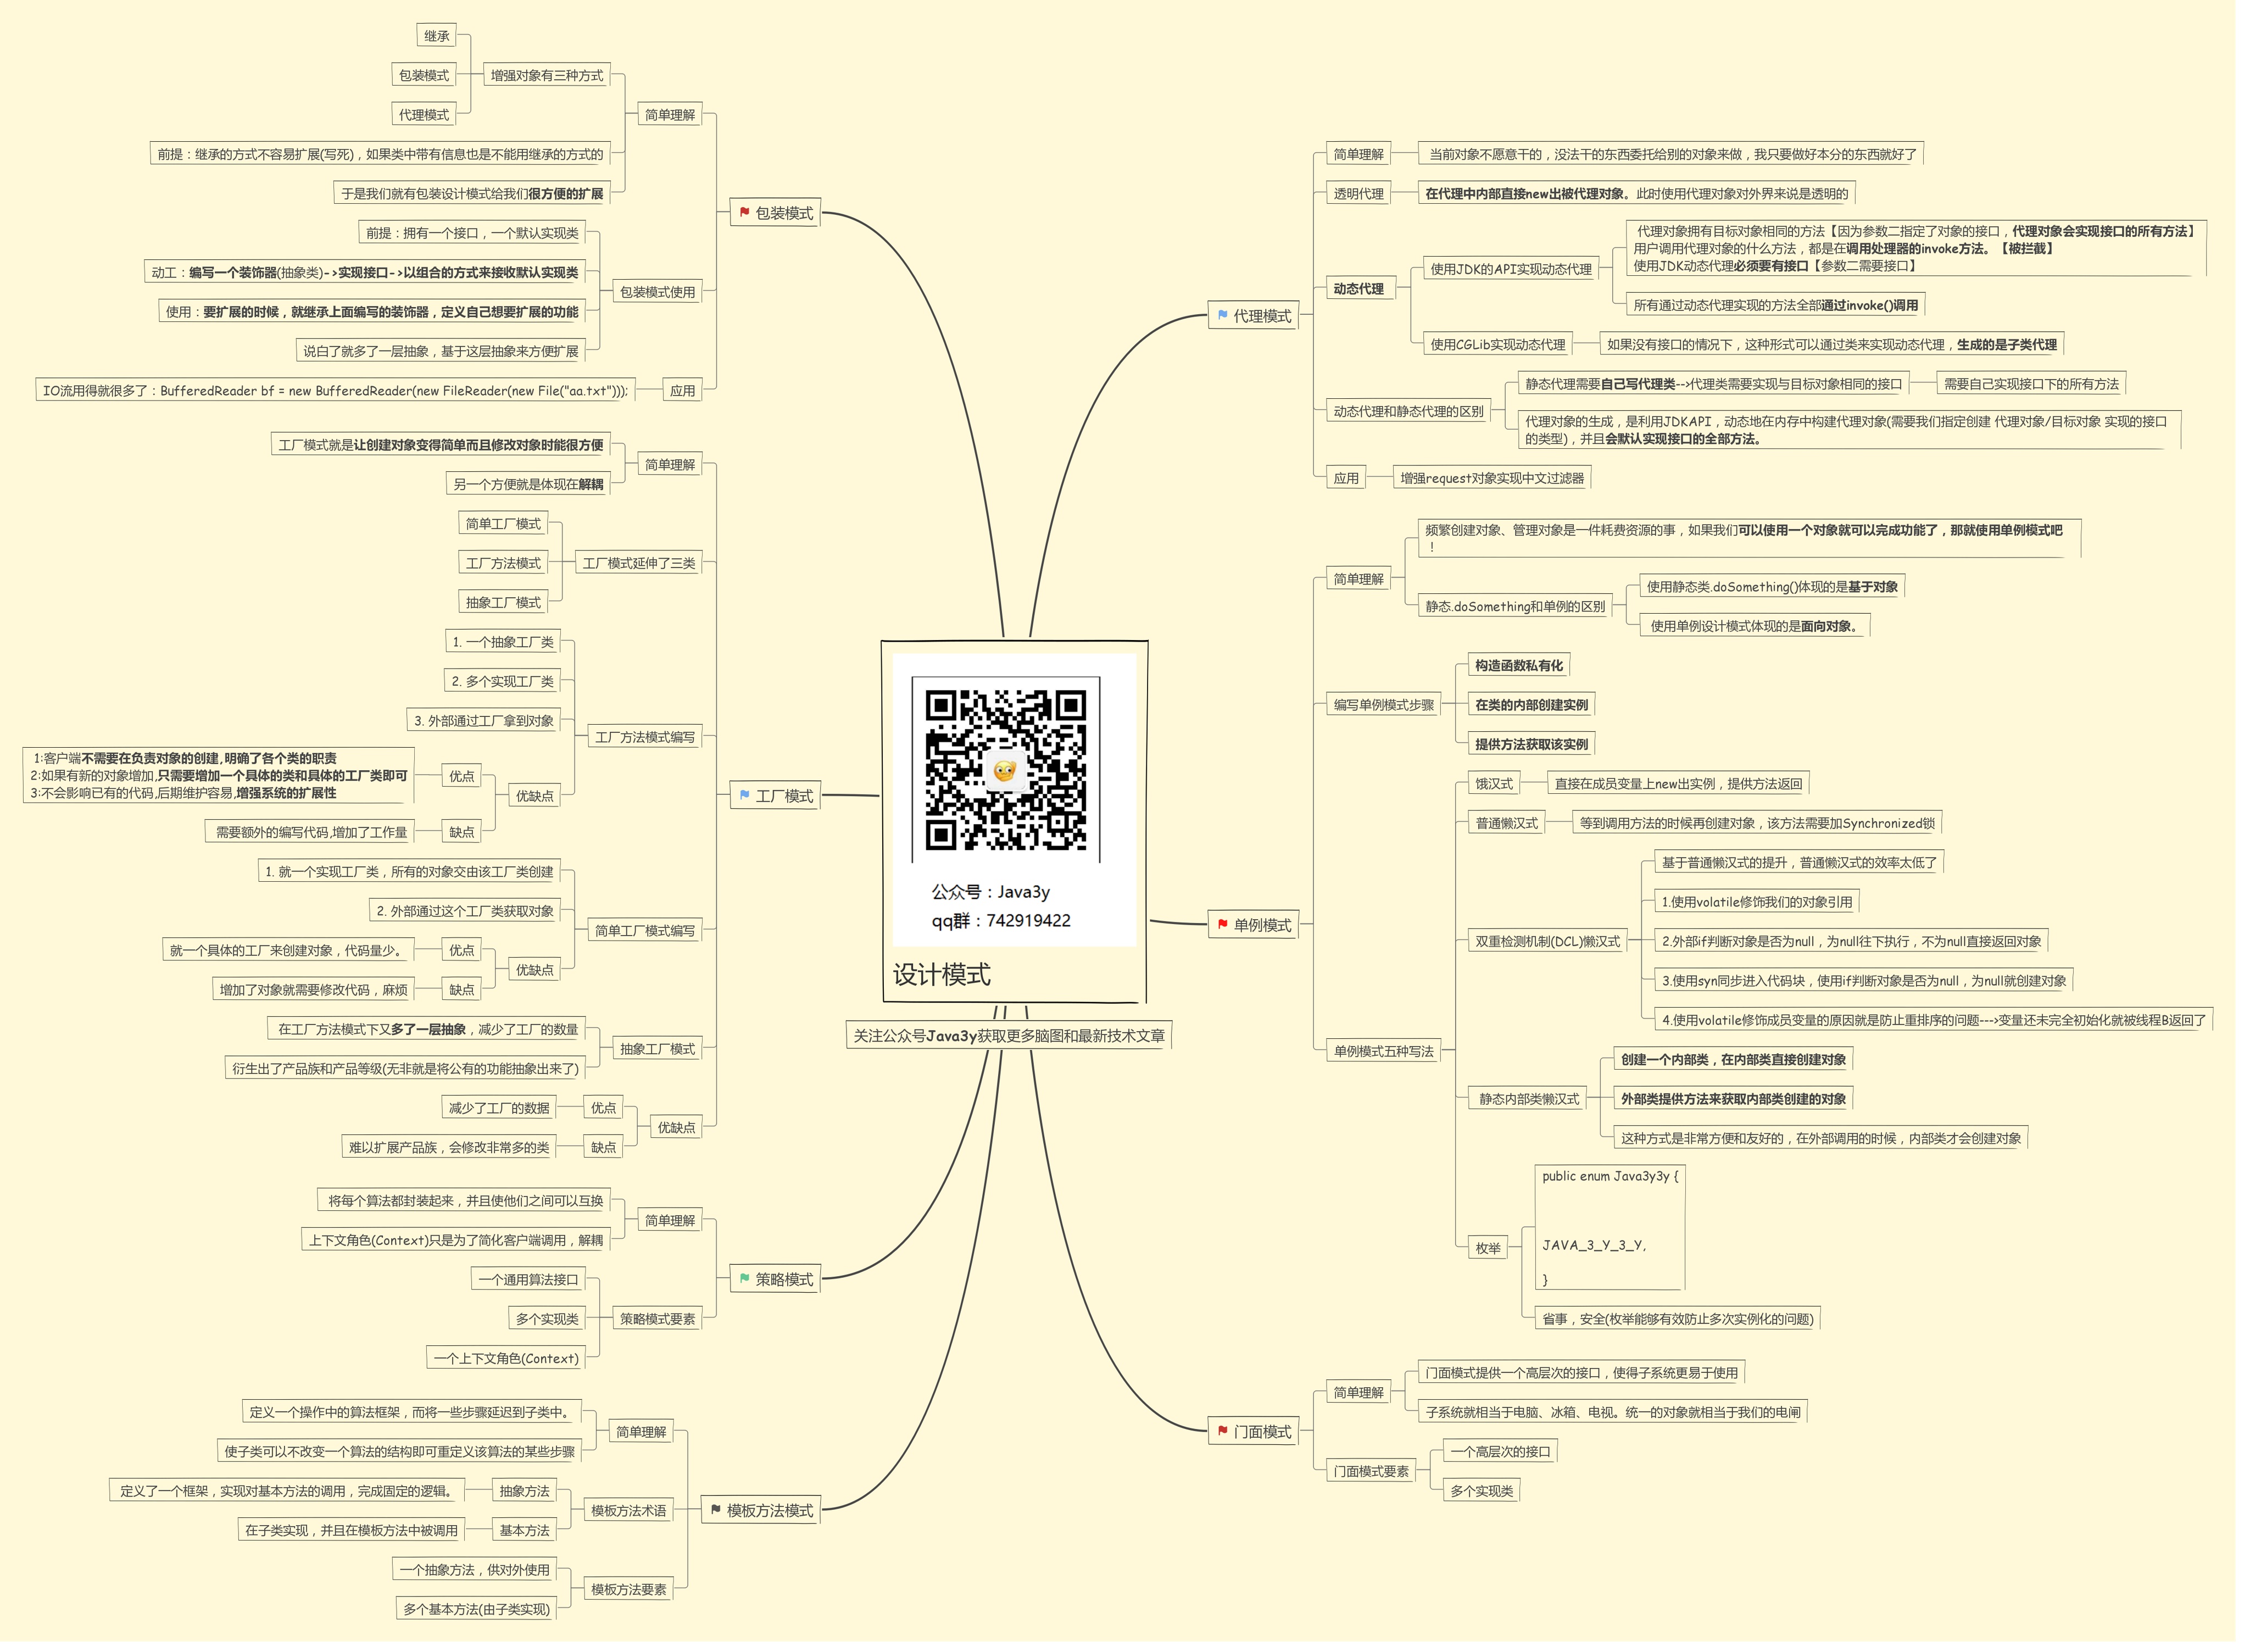 设计模式
公众号：Java3y
qq群：742919422
关注公众号Java3y获取更多脑图和最新技术文章
包装模式
简单理解
增强对象有三种方式
继承
包装模式
代理模式
前提：继承的方式不容易扩展(写死)，如果类中带有信息也是不能用继承的方式的
于是我们就有包装设计模式给我们很方便的扩展
包装模式使用
前提：拥有一个接口，一个默认实现类
动工：编写一个装饰器(抽象类)->实现接口->以组合的方式来接收默认实现类
使用：要扩展的时候，就继承上面编写的装饰器，定义自己想要扩展的功能
说白了就多了一层抽象，基于这层抽象来方便扩展
应用
IO流用得就很多了：BufferedReader bf = new BufferedReader(new FileReader(new File("aa.txt")));
工厂模式
简单理解
工厂模式就是让创建对象变得简单而且修改对象时能很方便
另一个方便就是体现在解耦
工厂模式延伸了三类
简单工厂模式
工厂方法模式
抽象工厂模式
工厂方法模式编写
1. 一个抽象工厂类
2. 多个实现工厂类
3. 外部通过工厂拿到对象
优缺点
优点
1:客户端不需要在负责对象的创建,明确了各个类的职责
2:如果有新的对象增加,只需要增加一个具体的类和具体的工厂类即可
3:不会影响已有的代码,后期维护容易,增强系统的扩展性
缺点
需要额外的编写代码,增加了工作量
简单工厂模式编写
1. 就一个实现工厂类，所有的对象交由该工厂类创建
2. 外部通过这个工厂类获取对象
优缺点
优点
就一个具体的工厂来创建对象，代码量少。
缺点
增加了对象就需要修改代码，麻烦
抽象工厂模式
在工厂方法模式下又多了一层抽象，减少了工厂的数量
衍生出了产品族和产品等级(无非就是将公有的功能抽象出来了)
优缺点
优点
减少了工厂的数据
缺点
难以扩展产品族，会修改非常多的类
策略模式
简单理解
将每个算法都封装起来，并且使他们之间可以互换
上下文角色(Context)只是为了简化客户端调用，解耦
策略模式要素
一个通用算法接口
多个实现类
一个上下文角色(Context)
模板方法模式
简单理解
定义一个操作中的算法框架，而将一些步骤延迟到子类中。
使子类可以不改变一个算法的结构即可重定义该算法的某些步骤
模板方法术语
抽象方法
定义了一个框架，实现对基本方法的调用，完成固定的逻辑。
基本方法
在子类实现，并且在模板方法中被调用
模板方法要素
一个抽象方法，供对外使用
多个基本方法(由子类实现)
代理模式
简单理解
当前对象不愿意干的，没法干的东西委托给别的对象来做，我只要做好本分的东西就好了
透明代理
在代理中内部直接new出被代理对象。此时使用代理对象对外界来说是透明的
动态代理
使用JDK的API实现动态代理
代理对象拥有目标对象相同的方法【因为参数二指定了对象的接口，代理对象会实现接口的所有方法】
用户调用代理对象的什么方法，都是在调用处理器的invoke方法。【被拦截】
使用JDK动态代理必须要有接口【参数二需要接口】
所有通过动态代理实现的方法全部通过invoke()调用
使用CGLib实现动态代理
如果没有接口的情况下，这种形式可以通过类来实现动态代理，生成的是子类代理
动态代理和静态代理的区别
静态代理需要自己写代理类-->代理类需要实现与目标对象相同的接口
需要自己实现接口下的所有方法
代理对象的生成，是利用JDKAPI，动态地在内存中构建代理对象(需要我们指定创建 代理对象/目标对象 实现的接口
的类型)，并且会默认实现接口的全部方法。
应用
增强request对象实现中文过滤器
单例模式
简单理解
频繁创建对象、管理对象是一件耗费资源的事，如果我们可以使用一个对象就可以完成功能了，那就使用单例模式吧
！
静态.doSomething和单例的区别
使用静态类.doSomething()体现的是基于对象
使用单例设计模式体现的是面向对象。
编写单例模式步骤
构造函数私有化
在类的内部创建实例
提供方法获取该实例
单例模式五种写法
饿汉式
直接在成员变量上new出实例，提供方法返回
普通懒汉式
等到调用方法的时候再创建对象，该方法需要加Synchronized锁
双重检测机制(DCL)懒汉式
基于普通懒汉式的提升，普通懒汉式的效率太低了
1.使用volatile修饰我们的对象引用
2.外部if判断对象是否为null，为null往下执行，不为null直接返回对象
3.使用syn同步进入代码块，使用if判断对象是否为null，为null就创建对象
4.使用volatile修饰成员变量的原因就是防止重排序的问题--->变量还未完全初始化就被线程B返回了
静态内部类懒汉式
创建一个内部类，在内部类直接创建对象
外部类提供方法来获取内部类创建的对象
这种方式是非常方便和友好的，在外部调用的时候，内部类才会创建对象
枚举
public enum Java3y3y {
JAVA_3_Y_3_Y,
}
省事，安全(枚举能够有效防止多次实例化的问题)
门面模式
简单理解
门面模式提供一个高层次的接口，使得子系统更易于使用
子系统就相当于电脑、冰箱、电视。统一的对象就相当于我们的电闸
门面模式要素
一个高层次的接口
多个实现类